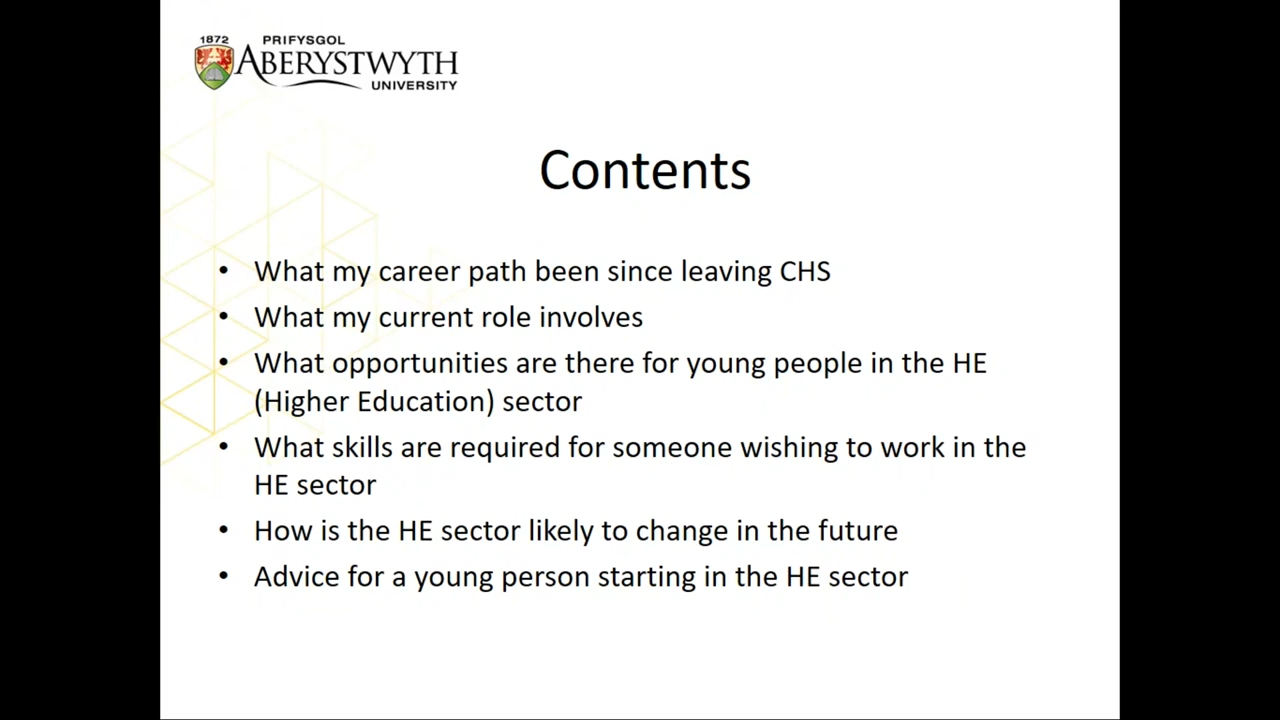 1872
PRIFYSGOL
ABERYSTWYTH
UNIVERSITY
Contents
• What my career path been since leaving CHS
• What my current role involves
• What opportunities are there for young people in the HE
(Higher Education) sector
• What skills are required for someone wishing to work in the
HE sector
• How is the HE sector likely to change in the future
• Advice for a young person starting in the HE sector